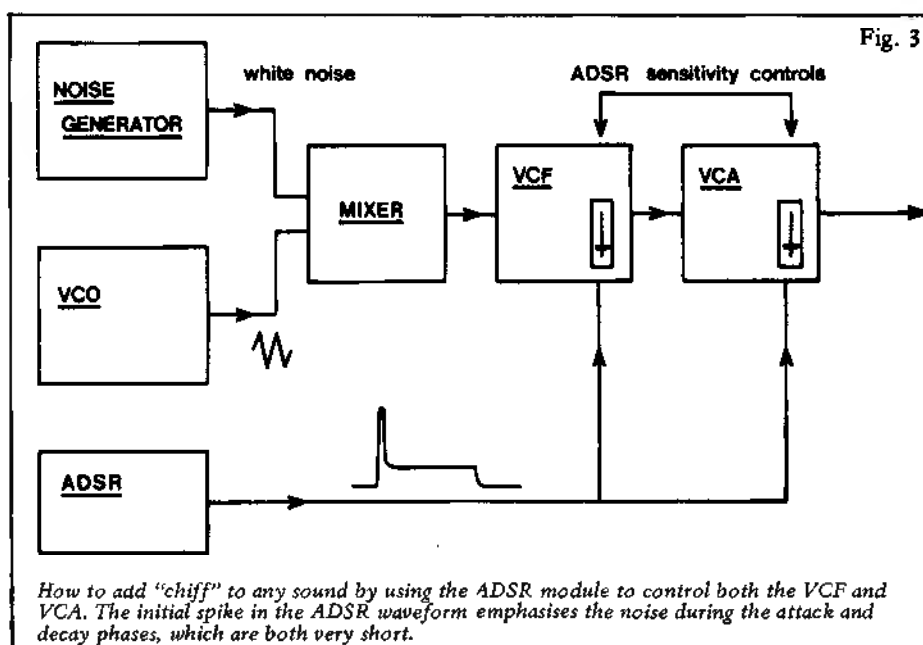 Fig. 3
NOISE
GENERATOR
white noise
ADSR sensitivity controls
MIXER
VCF
VCA
VCO
ADSR
How to add "chiff" to any sound by using the ADSR module to control both the VCF and
VCA. The initial spike in the ADSR waveform emphasises the noise during the attack and
decay phases, which are both very short.